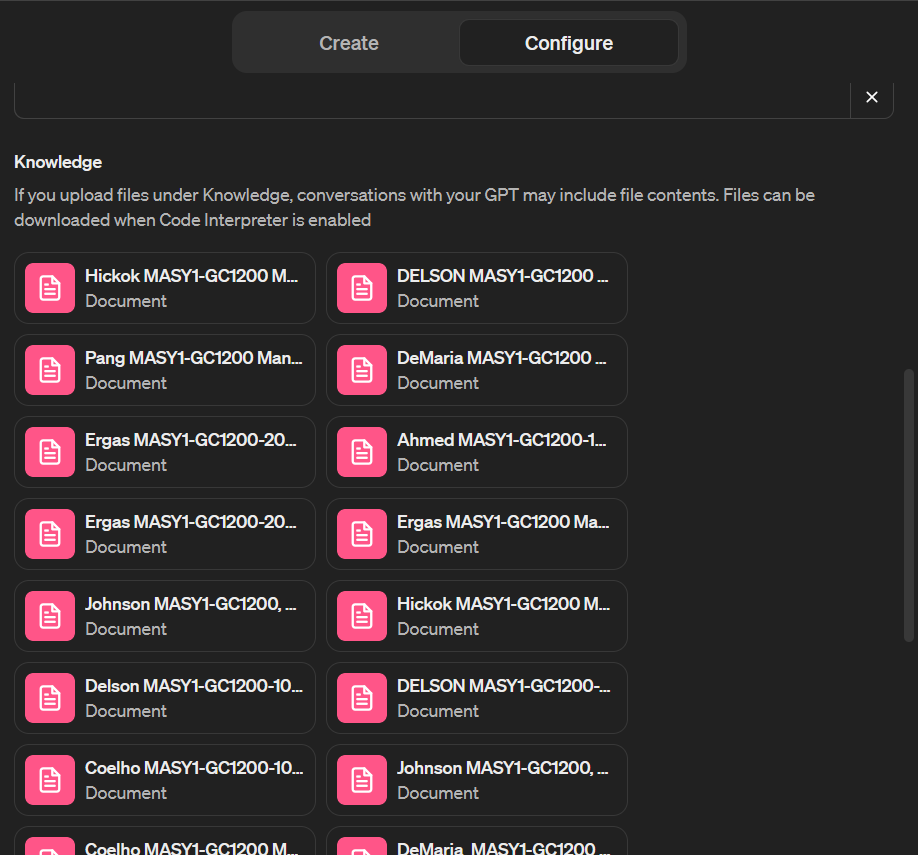 Create
Configure
Knowledge
If you upload files under Knowledge, conversations with your GPT may include file contents. Files can be
downloaded when Code Interpreter is enabled
Hickok MASY1-GC1200 M...
Document
DELSON MASY1-GC1200 ...
Document
Pang MASY1-GC1200 Man...
Document
DeMaria MASY1-GC1200 ...
Document
Ergas MASY1-GC1200-20...
Document
Ahmed MASY1-GC1200-1...
Document
Ergas MASY1-GC1200-20...
Document
Ergas MASY1-GC1200 Ma...
Document
Johnson MASY1-GC1200, ...
Document
Hickok MASY1-GC1200 M...
Document
Delson MASY1-GC1200-10...
Document
DELSON MASY1-GC1200-...
Document
Coelho MASY1-GC1200-10...
Document
Johnson MASY1-GC1200, ...
Document
Coelho MASY1-GC1200 M...
DeMaria MASY1-GC1200 ...